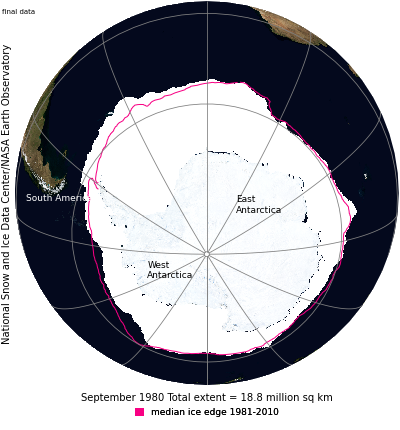 final data
National Snow and Ice Data Center/NASA Earth Observatory
South America
East
Antarctica
West
Antarctica
September 1980 Total extent = 18.8 million sq km
median ice edge 1981-2010